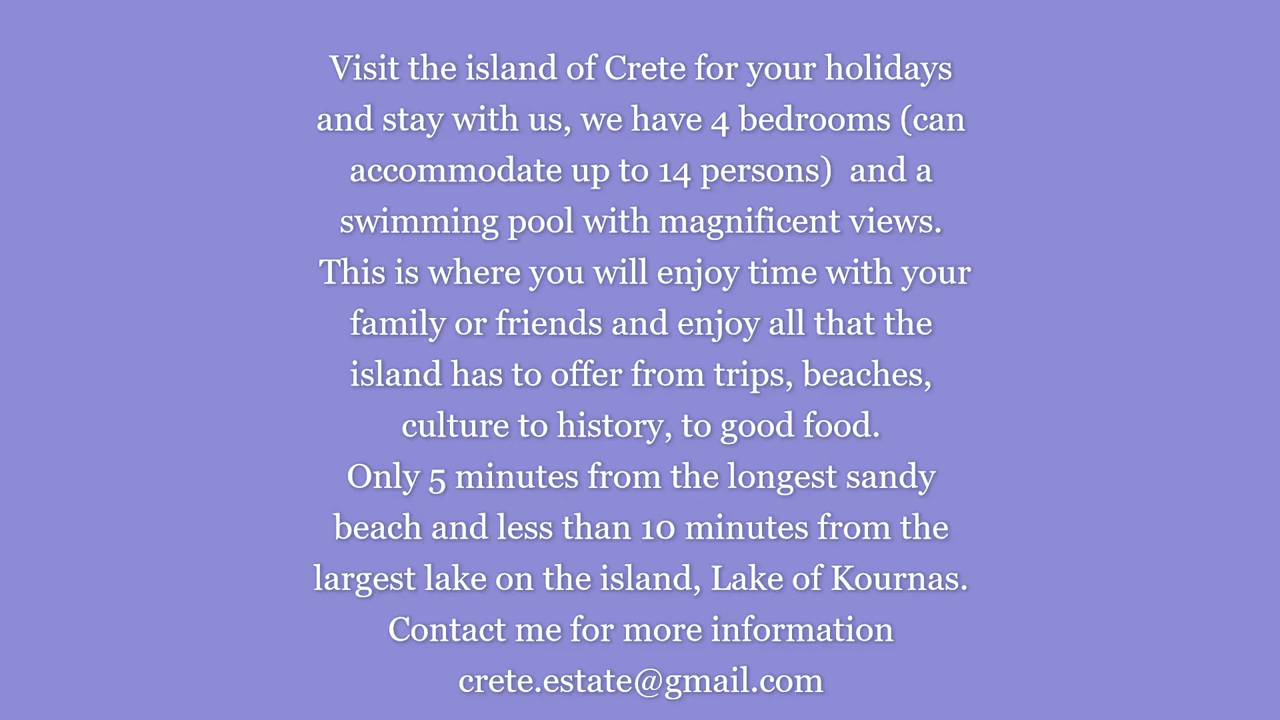 Visit the island of Crete for your holidays
and stay with us, we have 4 bedrooms (can
accommodate up to 14 persons)  and a
swimming pool with magnificent views.
This is where you will enjoy time with your
family or friends and enjoy all that the
island has to offer from trips, beaches,
culture to history, to good food.
Only 5 minutes from the longest sandy
beach and less than 10 minutes from the
largest lake on the island, Lake of Kournas.
Contact me for more information
crete.estate@gmail.com